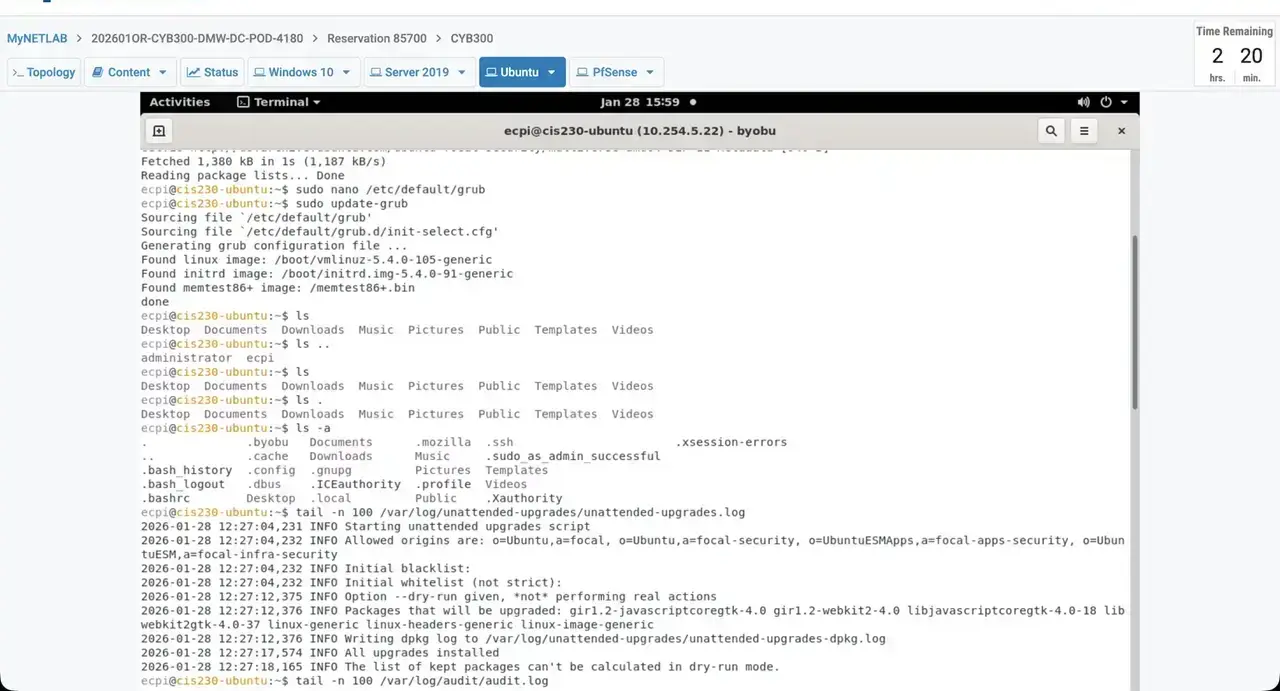 MyNETLAB > 202601OR-CYB300-DMW-DC-POD-4180 > Reservation 85700 > CYB300
Time Remaining
2 20
hrs. min.
Topology Content Status Windows 10 Server 2019 Ubuntu PfSense
Activities Terminal Jan 28 15:59
ecpi@cis230-ubuntu (10.254.5.22) - byobu
Fetched 1,380 kB in 1s (1,187 kB/s)
Reading package lists... Done
ecpi@cis230-ubuntu:~$ sudo nano /etc/default/grub
ecpi@cis230-ubuntu:~$ sudo update-grub
Sourcing file `/etc/default/grub'
Sourcing file `/etc/default/grub.d/init-select.cfg'
Generating grub configuration file ...
Found linux image: /boot/vmlinuz-5.4.0-105-generic
Found initrd image: /boot/initrd.img-5.4.0-91-generic
Found memtest86+ image: /memtest86+.bin
done
ecpi@cis230-ubuntu:~$ ls
Desktop Documents Downloads Music Pictures Public Templates Videos
ecpi@cis230-ubuntu:~$ ls ..
administrator ecpi
ecpi@cis230-ubuntu:~$ ls
Desktop Documents Downloads Music Pictures Public Templates Videos
ecpi@cis230-ubuntu:~$ ls .
Desktop Documents Downloads Music Pictures Public Templates Videos
ecpi@cis230-ubuntu:~$ ls -a
. .byobu Documents .mozilla .ssh .xsession-errors
.. .cache Downloads Music .sudo_as_admin_successful
.bash_history .config .gnupg Pictures Templates
.bash_logout .dbus .ICEauthority .profile Videos
.bashrc Desktop .local Public .Xauthority
ecpi@cis230-ubuntu:~$ tail -n 100 /var/log/unattended-upgrades/unattended-upgrades.log
2026-01-28 12:27:04,231 INFO Starting unattended upgrades script
2026-01-28 12:27:04,232 INFO Allowed origins are: o=Ubuntu,a=focal, o=Ubuntu,a=focal-security, o=UbuntuESMApps,a=focal-apps-security, o=Ubun
tuESM,a=focal-infra-security
2026-01-28 12:27:04,232 INFO Initial blacklist:
2026-01-28 12:27:04,232 INFO Initial whitelist (not strict):
2026-01-28 12:27:12,375 INFO Option --dry-run given, *not* performing real actions
2026-01-28 12:27:12,376 INFO Packages that will be upgraded: gir1.2-javascriptcoregtk-4.0 gir1.2-webkit2-4.0 libjavascriptcoregtk-4.0-18 lib
webkit2gtk-4.0-37 linux-generic linux-headers-generic linux-image-generic
2026-01-28 12:27:12,376 INFO Writing dpkg log to /var/log/unattended-upgrades/unattended-upgrades-dpkg.log
2026-01-28 12:27:17,574 INFO All upgrades installed
2026-01-28 12:27:18,165 INFO The list of kept packages can't be calculated in dry-run mode.
ecpi@cis230-ubuntu:~$ tail -n 100 /var/log/audit/audit.log